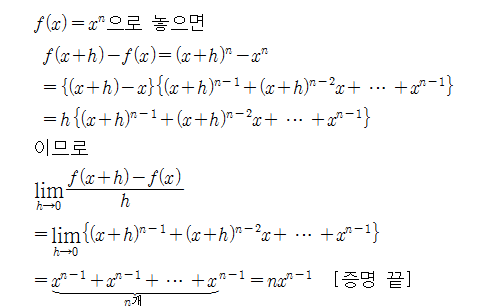 f(x)=xⁿ으로 놓으면
f(x+h)-f(x)=(x+h)ⁿ-xⁿ
={(x+h)-x}{(x+h)ⁿ⁻¹+(x+h)ⁿ⁻²x+ ⋯ +xⁿ⁻¹}
=h{(x+h)ⁿ⁻¹+(x+h)ⁿ⁻²x+ ⋯ +xⁿ⁻¹}
이므로
lim_{h→0} (f(x+h)-f(x))/h
=lim_{h→0}{(x+h)ⁿ⁻¹+(x+h)ⁿ⁻²x+ ⋯ +xⁿ⁻¹}
=xⁿ⁻¹+xⁿ⁻¹+ ⋯ +xⁿ⁻¹=nxⁿ⁻¹ [증명 끝]
n개